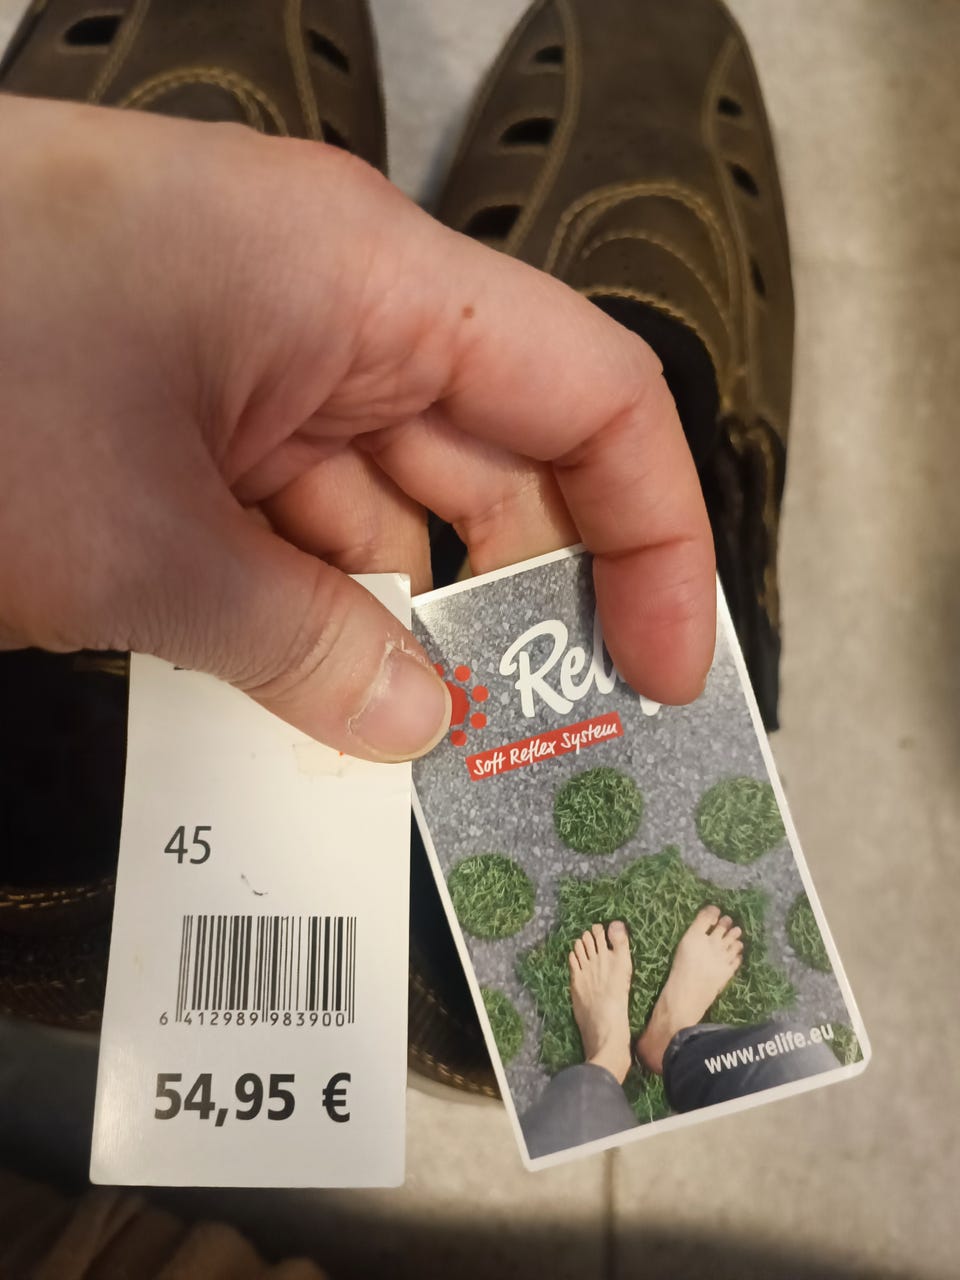 45
6 412989 983900
54,95 €
Soft Reflex System
www.relife.eu